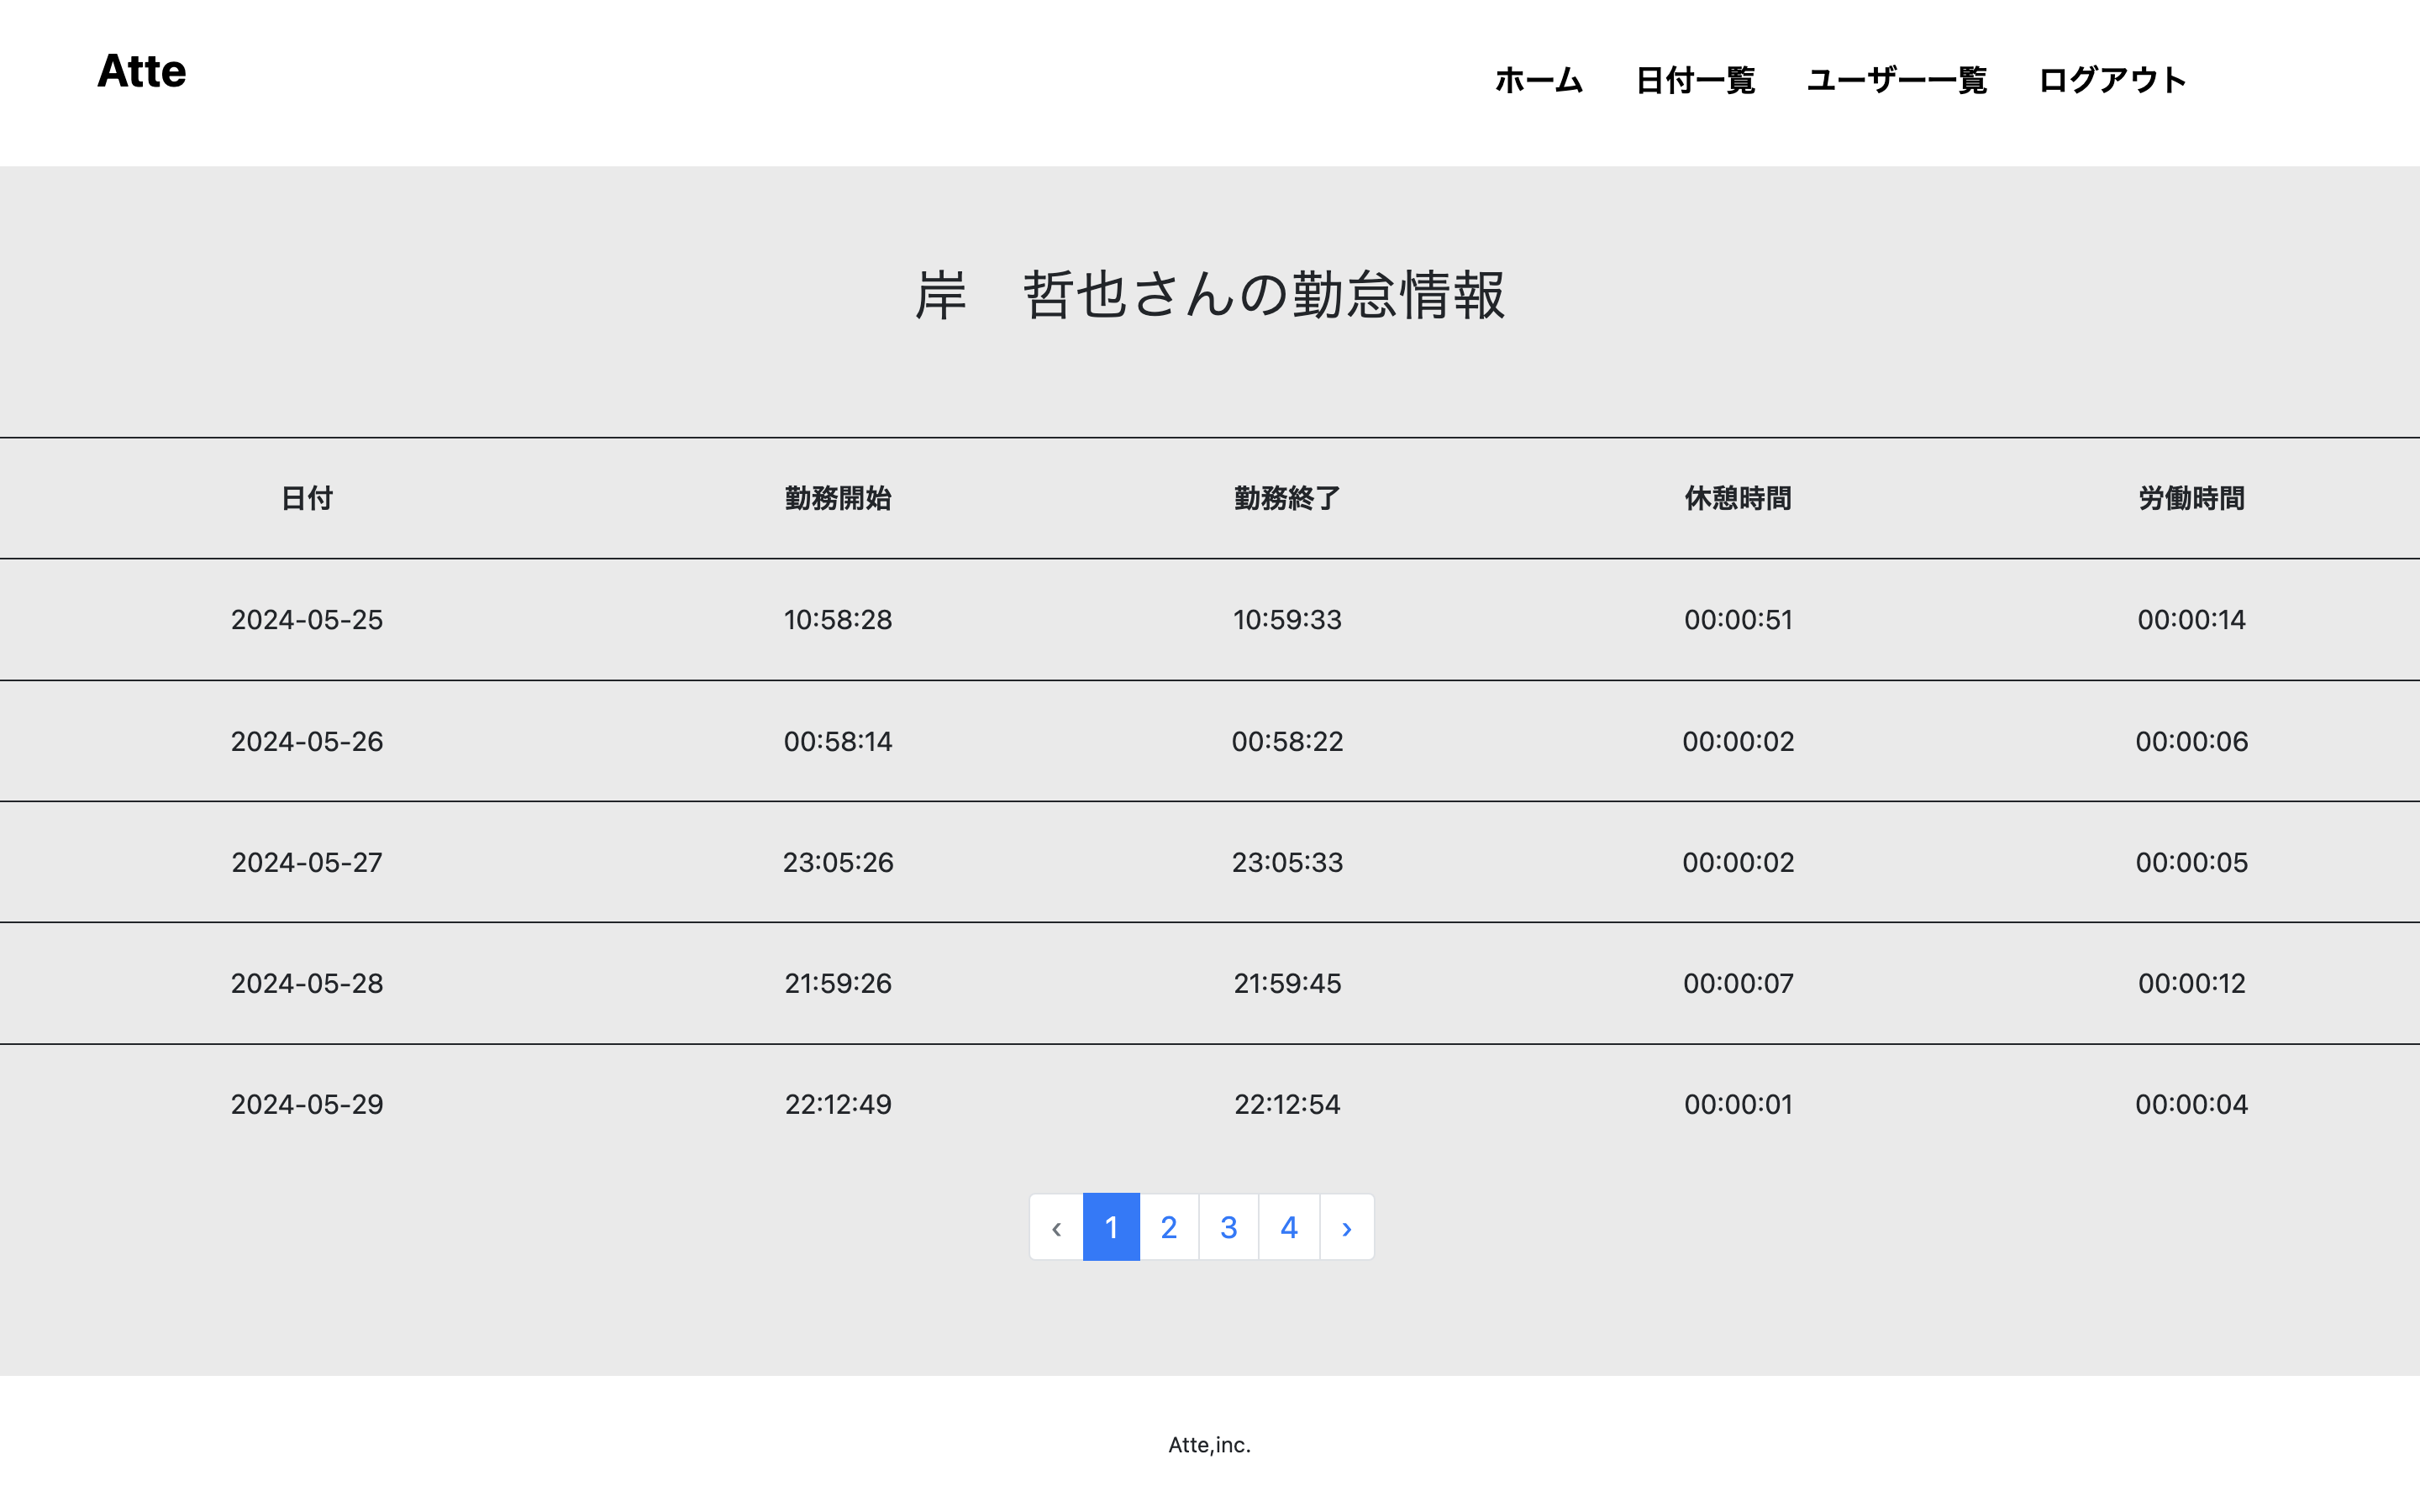 Atte
ホーム 日付一覧 ユーザー一覧 ログアウト
岸　哲也さんの勤怠情報
日付 勤務開始 勤務終了 休憩時間 労働時間
2024-05-25 10:58:28 10:59:33 00:00:51 00:00:14
2024-05-26 00:58:14 00:58:22 00:00:02 00:00:06
2024-05-27 23:05:26 23:05:33 00:00:02 00:00:05
2024-05-28 21:59:26 21:59:45 00:00:07 00:00:12
2024-05-29 22:12:49 22:12:54 00:00:01 00:00:04
‹ 1 2 3 4 ›
Atte,inc.